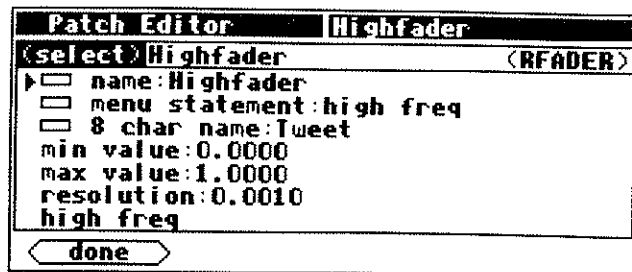 Patch Editor Highfader
(select) Highfader (RFADER)
name:Highfader
menu statement:high freq
8 char name:Tweet
min value:0.0000
max value:1.0000
resolution:0.0010
high freq
done